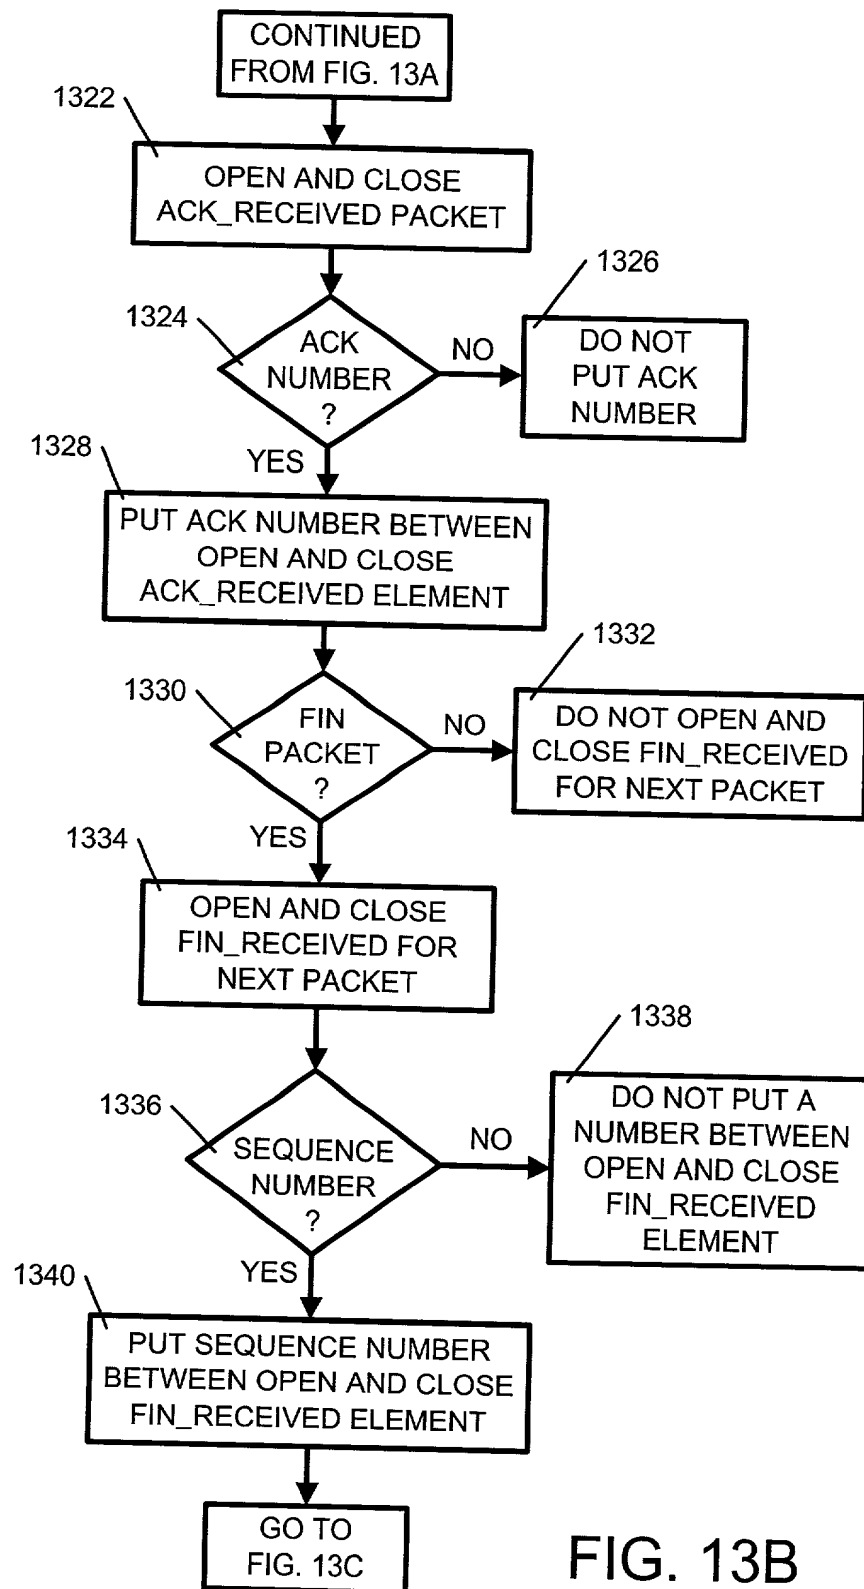 CONTINUED
FROM FIG. 13A
1322
OPEN AND CLOSE
ACK_RECEIVED PACKET
1324
ACK
NUMBER
?
NO
1326
DO NOT
PUT ACK
NUMBER
YES
1328
PUT ACK NUMBER BETWEEN
OPEN AND CLOSE
ACK_RECEIVED ELEMENT
1330
FIN
PACKET
?
NO
1332
DO NOT OPEN AND
CLOSE FIN_RECEIVED
FOR NEXT PACKET
YES
1334
OPEN AND CLOSE
FIN_RECEIVED FOR
NEXT PACKET
1336
SEQUENCE
NUMBER
?
NO
1338
DO NOT PUT A
NUMBER BETWEEN
OPEN AND CLOSE
FIN_RECEIVED
ELEMENT
YES
1340
PUT SEQUENCE NUMBER
BETWEEN OPEN AND CLOSE
FIN_RECEIVED ELEMENT
GO TO
FIG. 13C
FIG. 13B